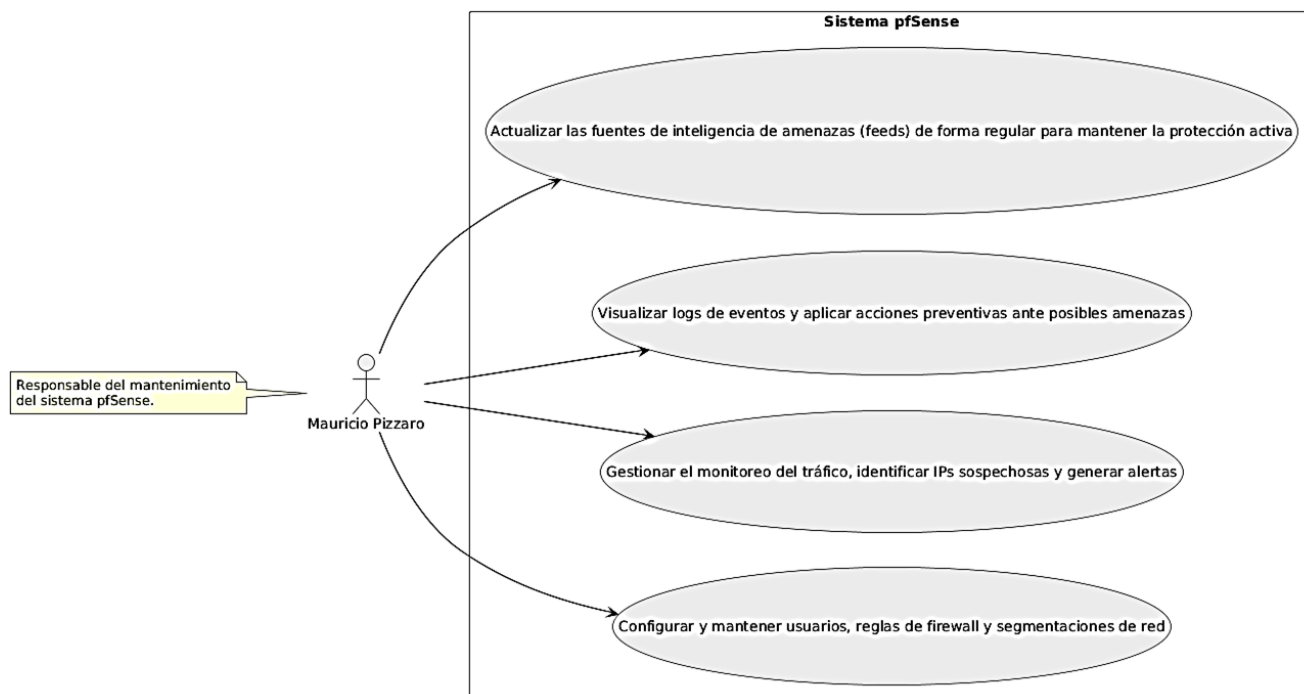 Sistema pfSense
Actualizar las fuentes de inteligencia de amenazas (feeds) de forma regular para mantener la protección activa
Visualizar logs de eventos y aplicar acciones preventivas ante posibles amenazas
Responsable del mantenimiento
del sistema pfSense.
Mauricio Pizzaro
Gestionar el monitoreo del tráfico, identificar IPs sospechosas y generar alertas
Configurar y mantener usuarios, reglas de firewall y segmentaciones de red